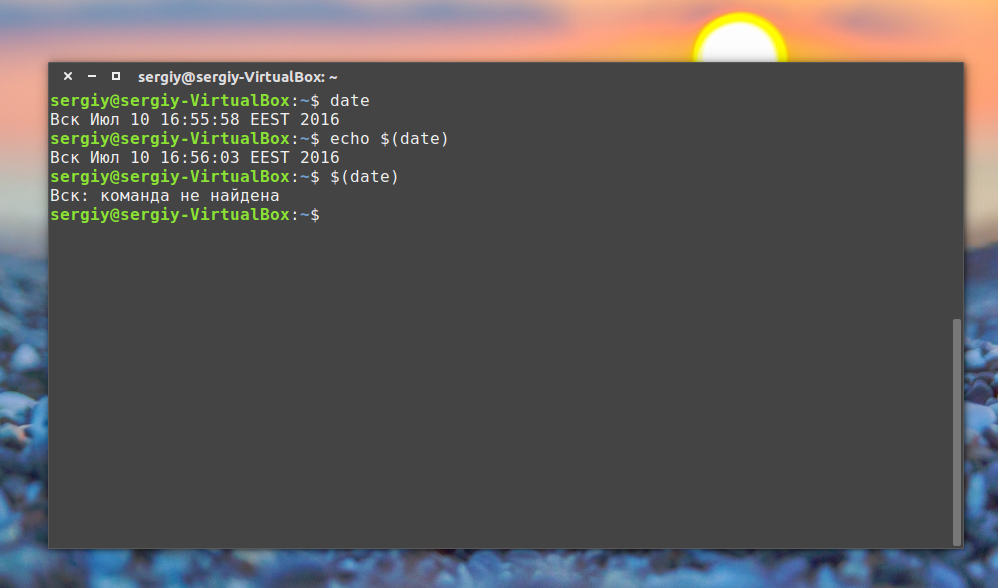 sergiy@sergiy-VirtualBox: ~
sergiy@sergiy-VirtualBox:~$ date
Вск Июл 10 16:55:58 EEST 2016
sergiy@sergiy-VirtualBox:~$ echo $(date)
Вск Июл 10 16:56:03 EEST 2016
sergiy@sergiy-VirtualBox:~$ $(date)
Вск: команда не найдена
sergiy@sergiy-VirtualBox:~$